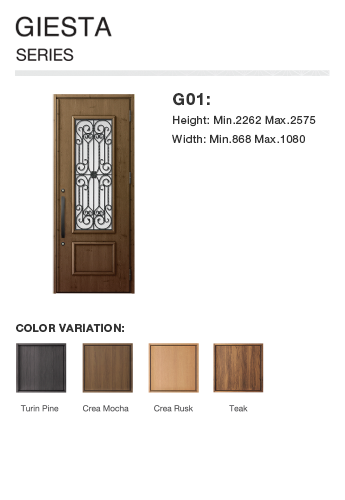 GIESTA
SERIES
G01:
Height: Min.2262 Max.2575
Width: Min.868 Max.1080
COLOR VARIATION:
Turin Pine
Crea Mocha
Crea Rusk
Teak